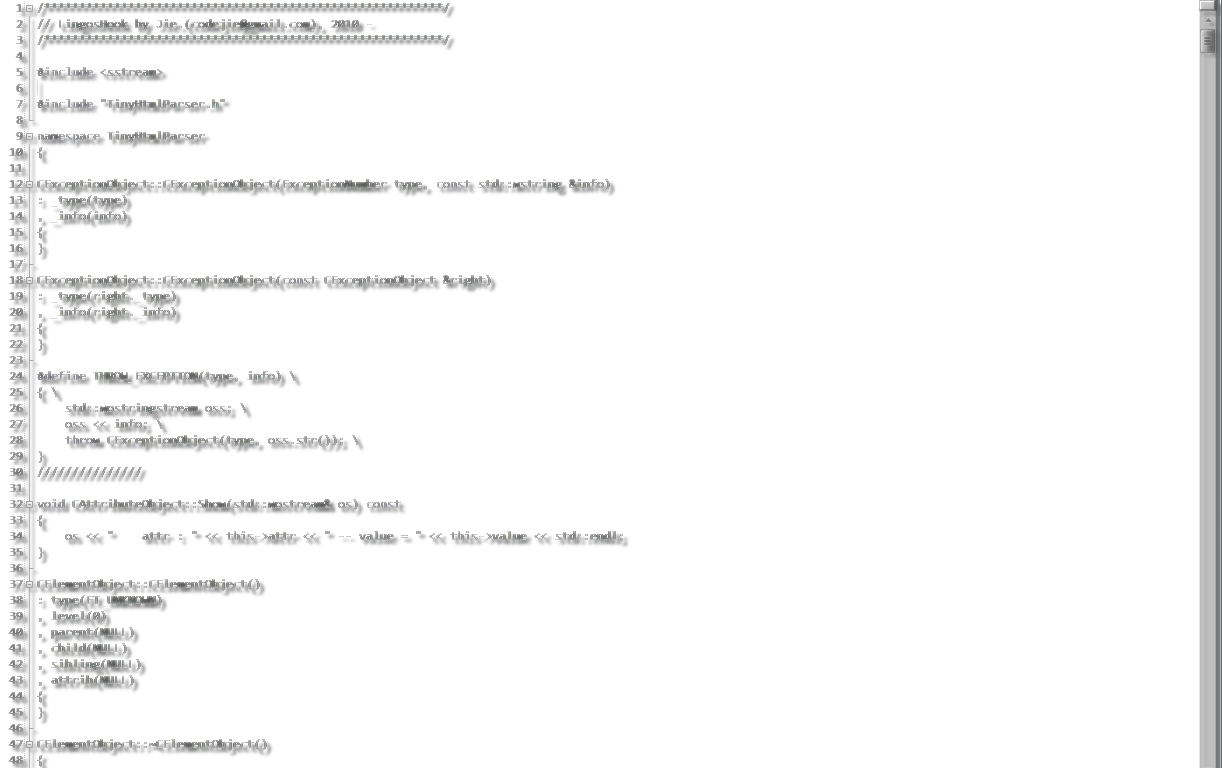 1 /*********************************************************/
2 // LingosHook by Jie.(codejie@gmail.com), 2010 -
3 /*********************************************************/
4
5 #include <sstream>
6
7 #include "TinyHtmlParser.h"
8
9 namespace TinyHtmlParser
10 {
11
12 CExceptionObject::CExceptionObject(ExceptionNumber type, const std::wstring &info)
13 : _type(type)
14 , _info(info)
15 {
16 }
17
18 CExceptionObject::CExceptionObject(const CExceptionObject &right)
19 : _type(right._type)
20 , _info(right._info)
21 {
22 }
23
24 #define THROW_EXCEPTION(type, info) \
25 { \
26     std::wostringstream oss; \
27     oss << info; \
28     throw CExceptionObject(type, oss.str()); \
29 }
30 ///////////////
31
32 void CAttributeObject::Show(std::wostream& os) const
33 {
34     os << "-    attr : " << this->attr << " -- value = " << this->value << std::endl;
35 }
36
37 CElementObject::CElementObject()
38 : type(ET_UNKNOWN)
39 , level(0)
40 , parent(NULL)
41 , child(NULL)
42 , sibling(NULL)
43 , attrib(NULL)
44 {
45 }
46
47 CElementObject::~CElementObject()
48 {